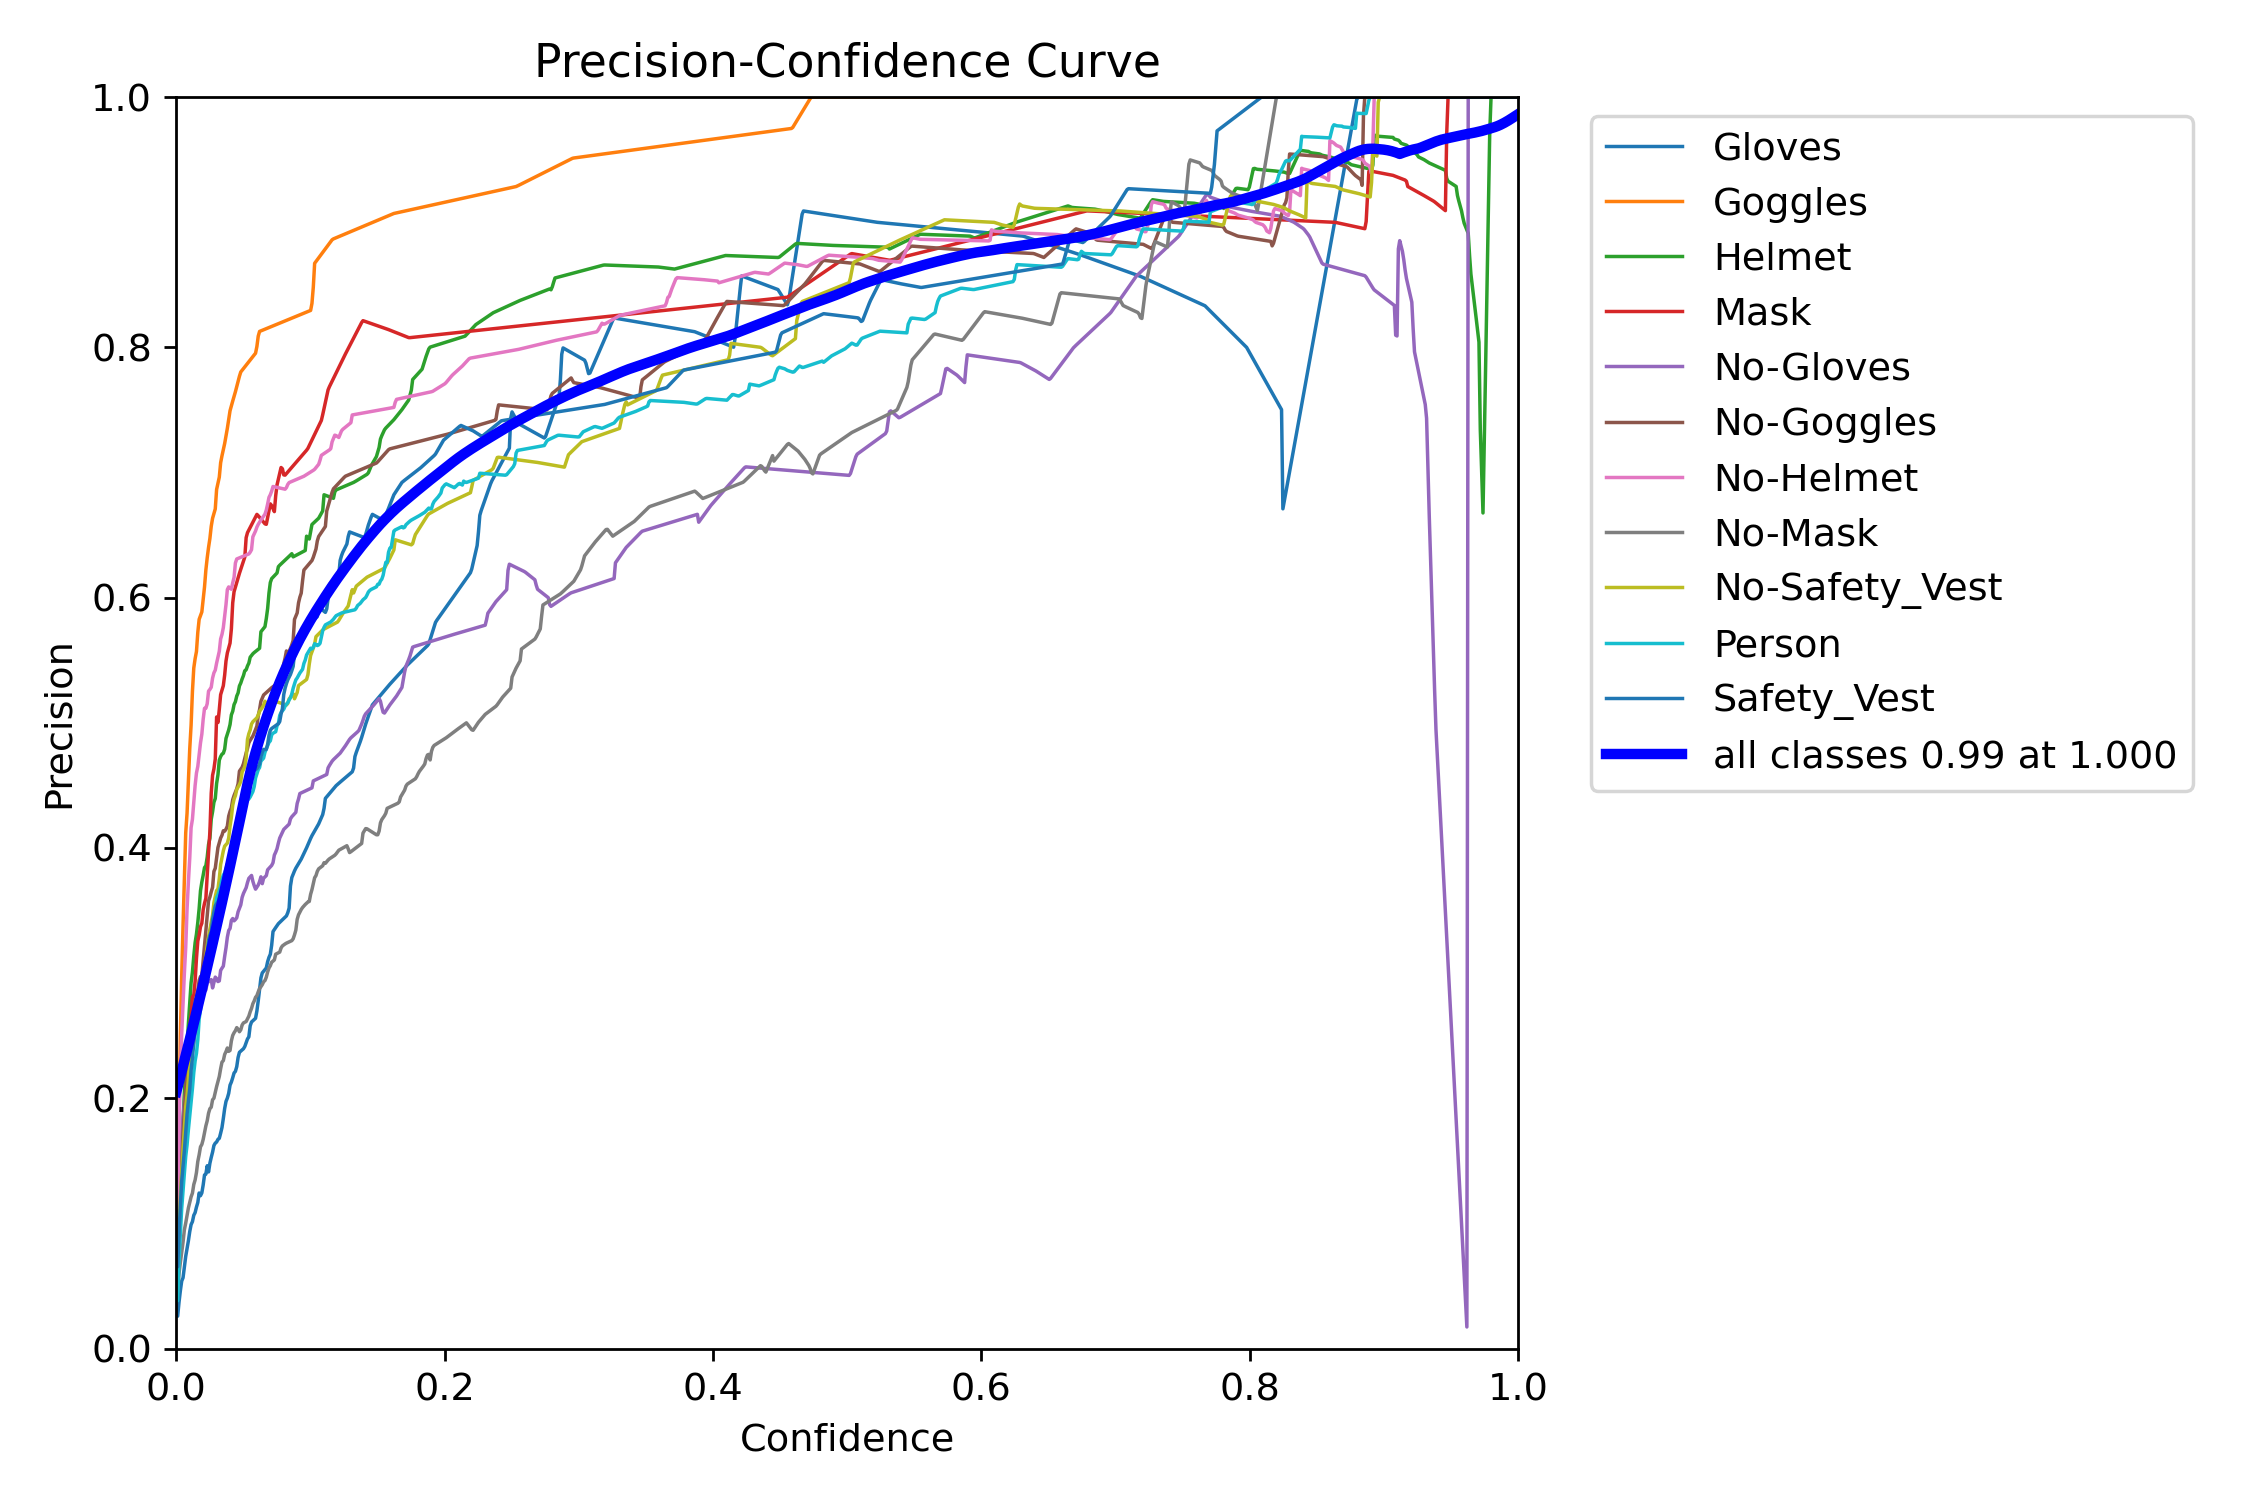 Precision-Confidence Curve
1.0
0.8
0.6
0.4
0.2
0.0
Precision
0.0 0.2 0.4 0.6 0.8 1.0
Confidence
Gloves
Goggles
Helmet
Mask
No-Gloves
No-Goggles
No-Helmet
No-Mask
No-Safety_Vest
Person
Safety_Vest
all classes 0.99 at 1.000